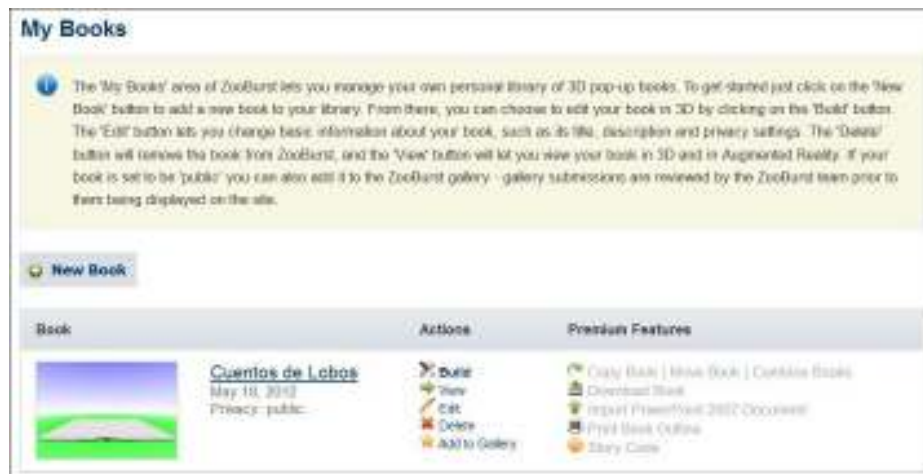 My Books
The 'My Books' area of ZooBurst lets you manage your own personal library of 3D pop-up books. To get started just click on the 'New
Book' button to add a new book to your library. From there, you can choose to edit your book in 3D by clicking on the 'Build' button.
The 'Edit' button lets you change basic information about your book, such as its title, description and privacy settings. The 'Delete'
button will remove the book from ZooBurst, and the 'View' button will let you view your book in 3D and in Augmented Reality. If your
book is set to be 'public' you can also add it to the ZooBurst gallery - gallery submissions are reviewed by the ZooBurst team prior to
them being displayed on the site.
New Book
Book Actions Premium Features
Cuentos de Lobos
May 18, 2012
Privacy: public
Build
View
Edit
Delete
Add to Gallery
Copy Book | Move Book | Combine Books
Download Book
Import PowerPoint 2007 Document
Print Book Outline
Story Cubes